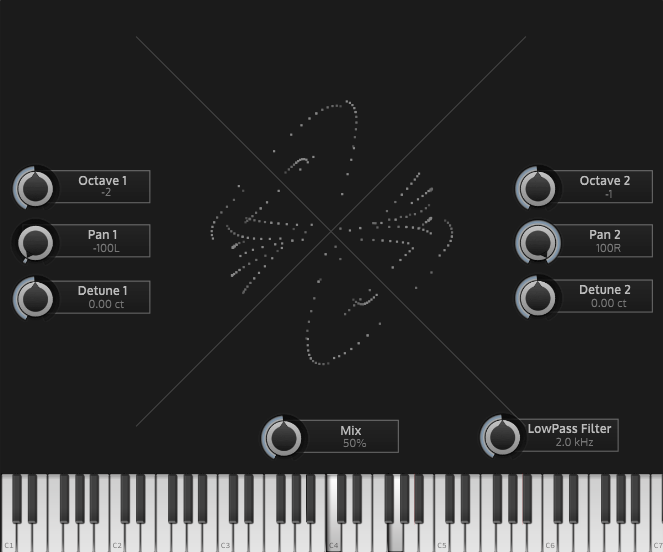 Octave 1
-2
Octave 2
-1
Pan 1
-100L
Pan 2
100R
Detune 1
0.00 ct
Detune 2
0.00 ct
Mix
50%
LowPass Filter
2.0 kHz
C1
C2
C3
C4
C5
C6
C7